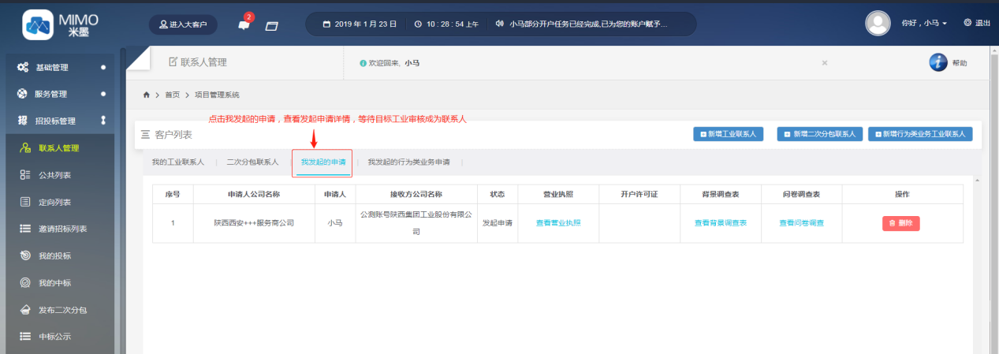 MIMO
米墨
进入大客户
2
2019 年 1 月 23 日
10 : 28 : 54 上午
小马部分开户任务已经完成,已为您的账户赋予...
你好 , 小马
退出
基础管理
服务管理
招投标管理
联系人管理
公共列表
定向列表
邀请招标列表
我的投标
我的中标
发布二次分包
中标公示
联系人管理
欢迎回来, 小马
×
帮助
首页 > 项目管理系统
点击我发起的申请，查看发起申请详情，等待目标工业审核成为联系人
客户列表
新增工业联系人
新增二次分包联系人
新增行为类业务工业联系人
我的工业联系人 | 二次分包联系人 | 我发起的申请 | 我发起的行为类业务申请 |
序号 申请人公司名称 申请人 接收方公司名称 状态 营业执照 开户许可证 背景调查表 问卷调查表 操作
1 陕西西安+++服务商公司 小马 公测账号陕西集团工业股份有限公
司 发起申请 查看营业执照 查看背景调查表 查看问卷调查 删除